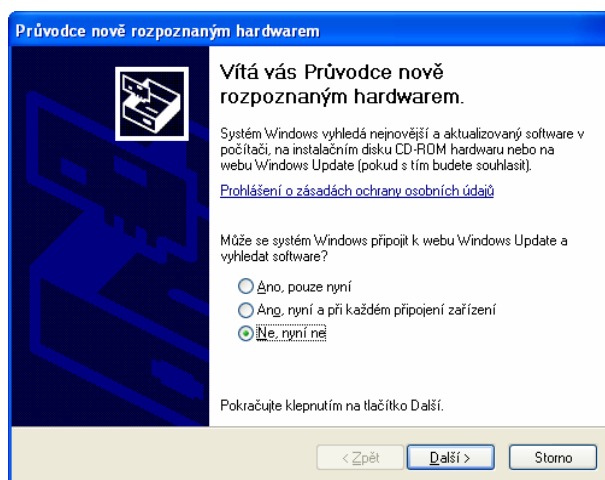 Průvodce nově rozpoznaným hardwarem
Vítá vás Průvodce nově
rozpoznaným hardwarem.
Systém Windows vyhledá nejnovější a aktualizovaný software v
počítači, na instalačním disku CD-ROM hardwaru nebo na
webu Windows Update (pokud s tím budete souhlasit).
Prohlášení o zásadách ochrany osobních údajů
Může se systém Windows připojit k webu Windows Update a
vyhledat software?
Ano, pouze nyní
Ano, nyní a při každém připojení zařízení
Ne, nyní ne
Pokračujte klepnutím na tlačítko Další.
< Zpět Další > Storno